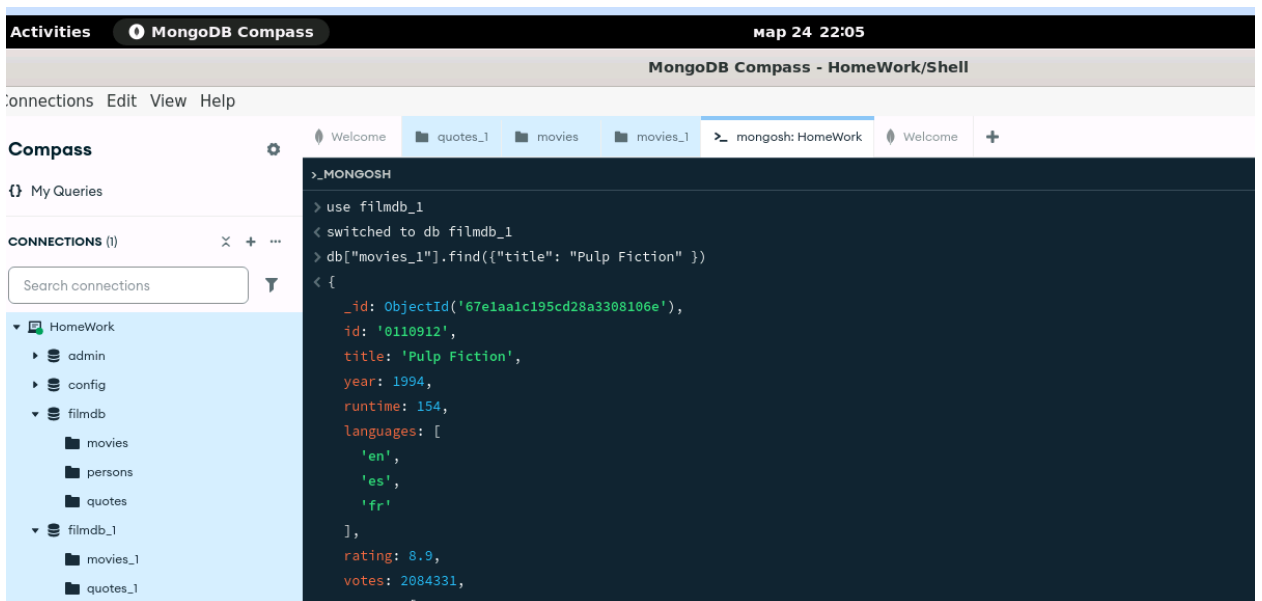 Activities MongoDB Compass мар 24 22:05
MongoDB Compass - HomeWork/Shell
Connections Edit View Help
Welcome quotes_1 movies movies_1 >_ mongosh: HomeWork Welcome +
Compass
{} My Queries
CONNECTIONS (1)
Search connections
HomeWork
admin
config
filmdb
movies
persons
quotes
filmdb_1
movies_1
quotes_1
>_MONGOSH
> use filmdb_1
< switched to db filmdb_1
> db["movies_1"].find({"title": "Pulp Fiction" })
< {
_id: ObjectId('67e1aa1c195cd28a3308106e'),
id: '0110912',
title: 'Pulp Fiction',
year: 1994,
runtime: 154,
languages: [
'en',
'es',
'fr'
],
rating: 8.9,
votes: 2084331,